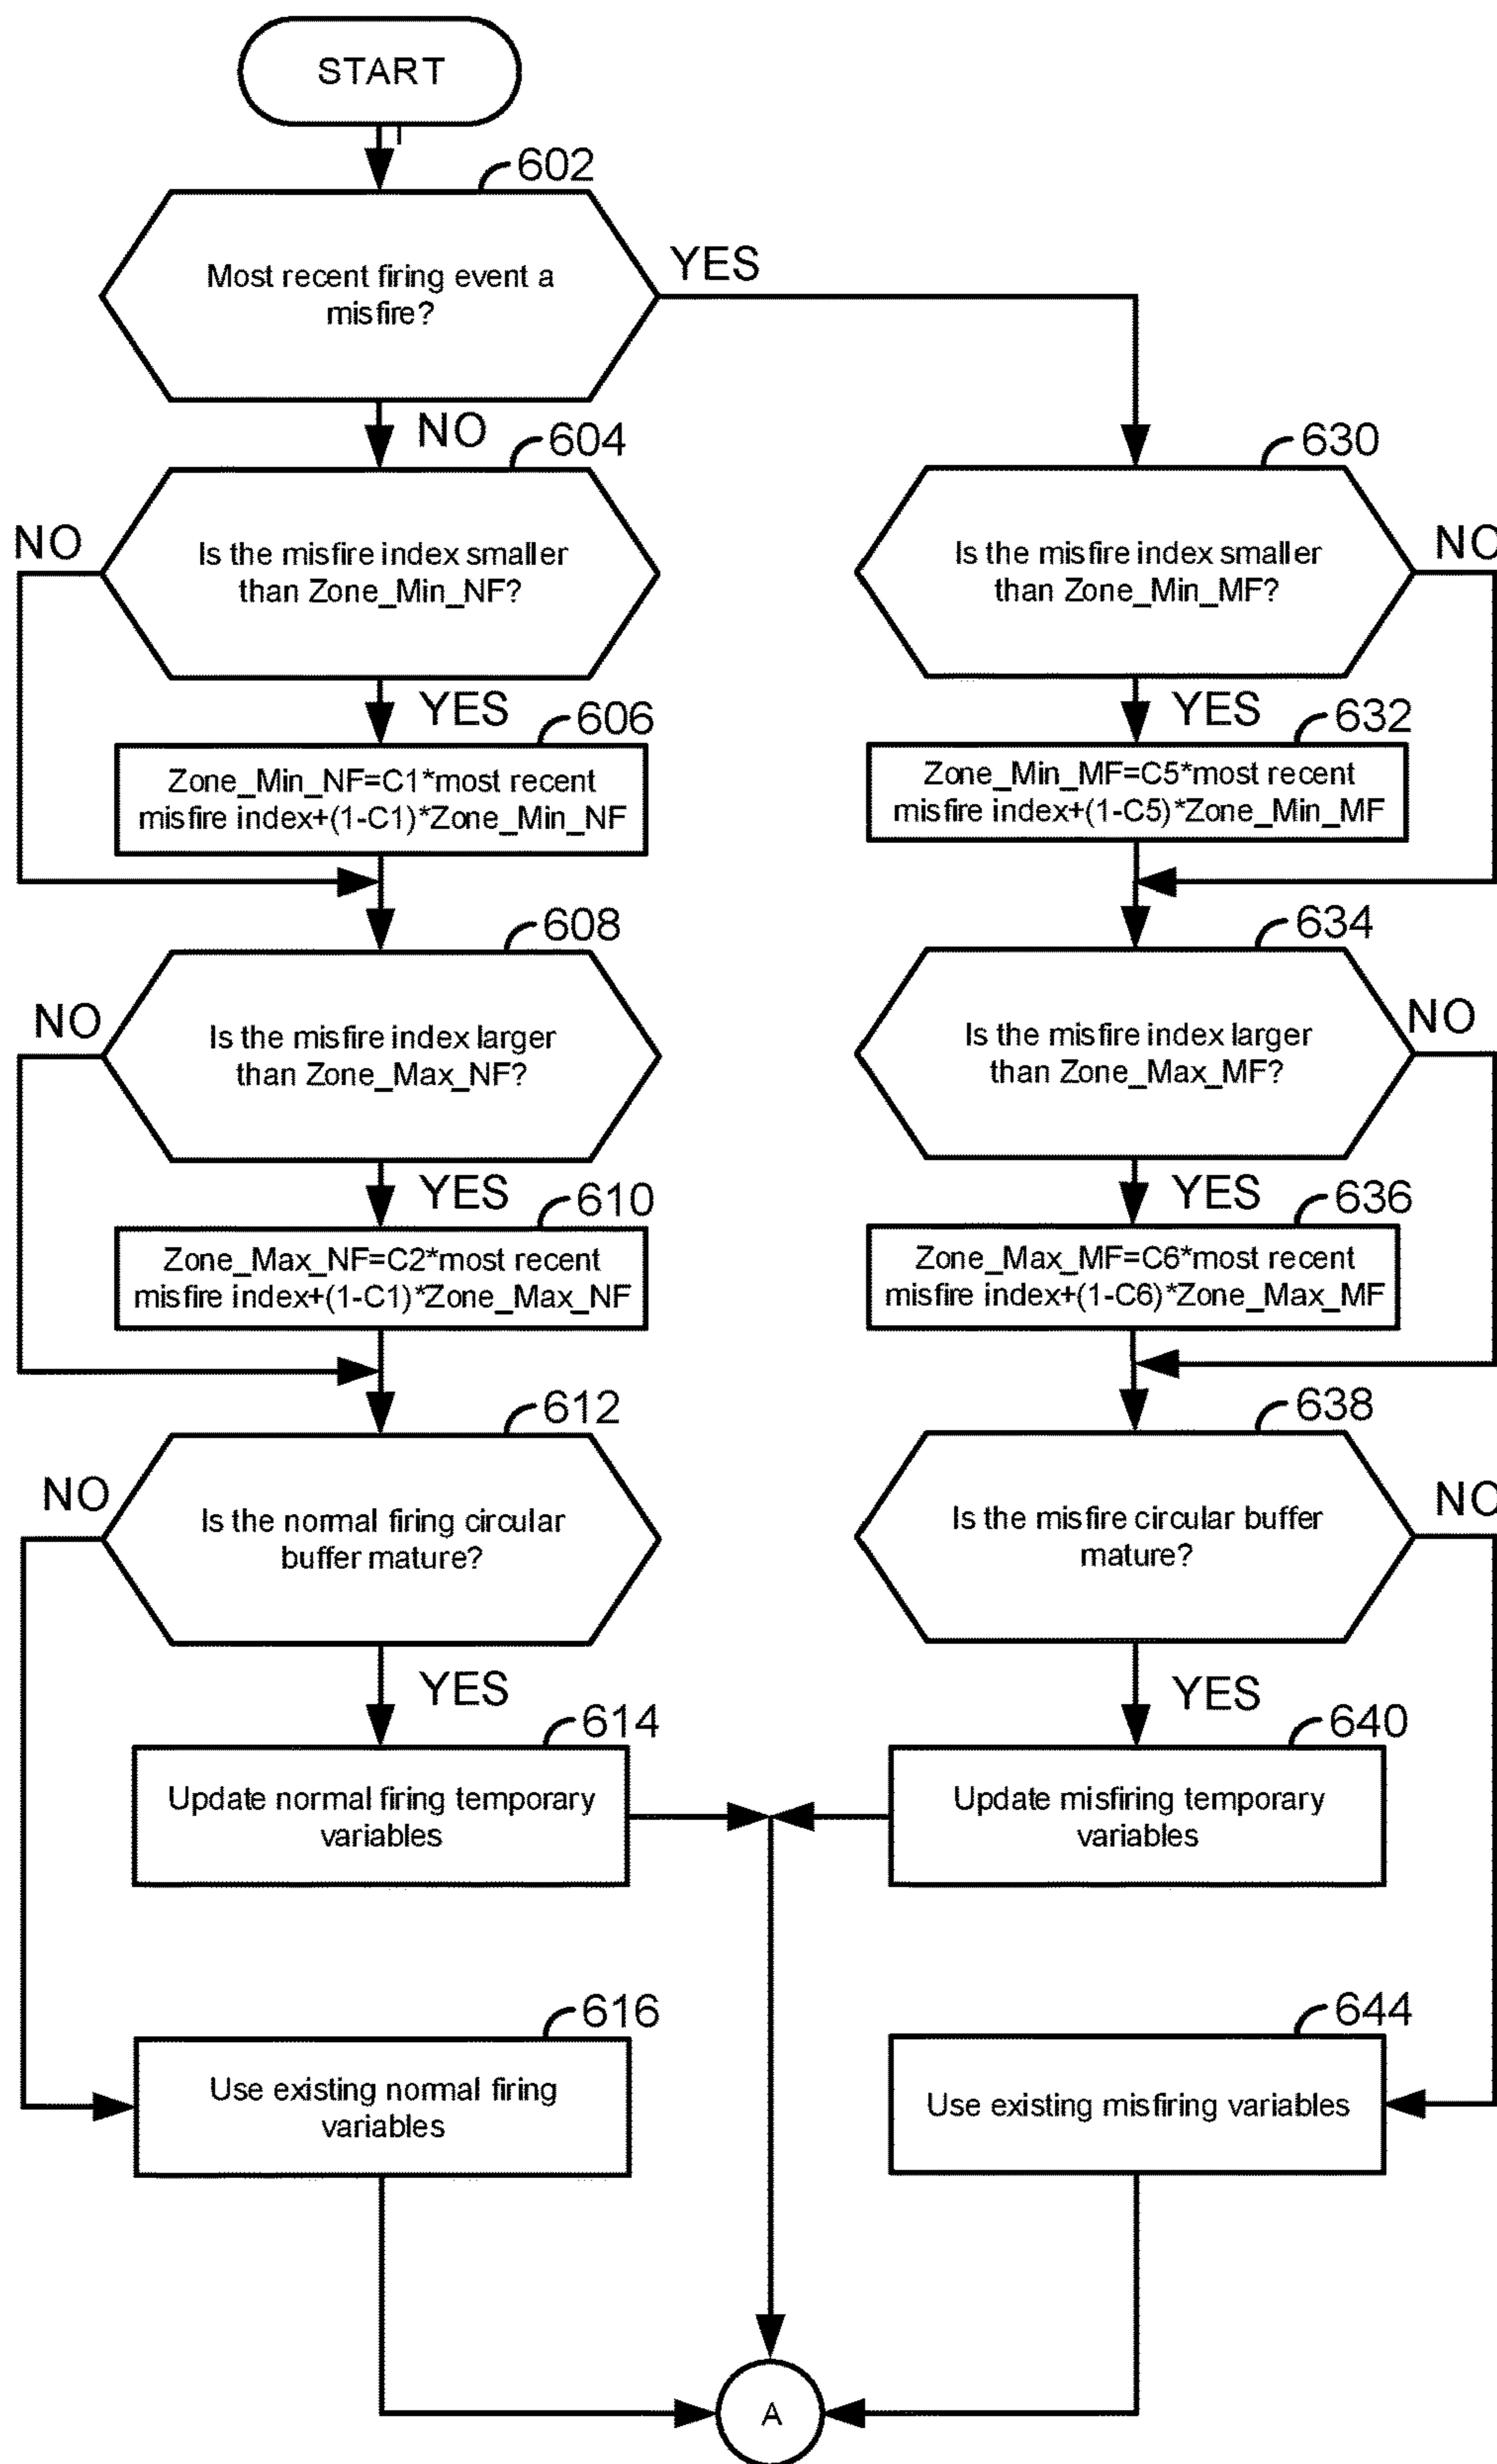 START
602
Most recent firing event a
misfire?
YES
NO
604
NO
Is the misfire index smaller
than Zone_Min_NF?
YES
606
Zone_Min_NF=C1*most recent
misfire index+(1-C1)*Zone_Min_NF
608
NO
Is the misfire index larger
than Zone_Max_NF?
YES
610
Zone_Max_NF=C2*most recent
misfire index+(1-C1)*Zone_Max_NF
612
NO
Is the normal firing circular
buffer mature?
YES
614
Update normal firing temporary
variables
616
Use existing normal firing
variables
630
NO
Is the misfire index smaller
than Zone_Min_MF?
YES
632
Zone_Min_MF=C5*most recent
misfire index+(1-C5)*Zone_Min_MF
634
NO
Is the misfire index larger
than Zone_Max_MF?
YES
636
Zone_Max_MF=C6*most recent
misfire index+(1-C6)*Zone_Max_MF
638
NO
Is the misfire circular buffer
mature?
YES
640
Update misfiring temporary
variables
644
Use existing misfiring variables
A